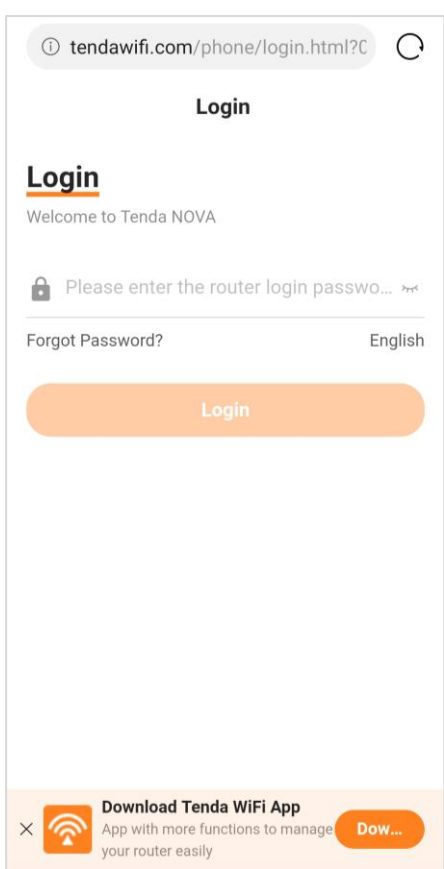 tendawifi.com/phone/login.html?
Login
Login
Welcome to Tenda NOVA
Please enter the router login passwo...
Forgot Password? English
Login
Download Tenda WiFi App
App with more functions to manage
your router easily
Dow...